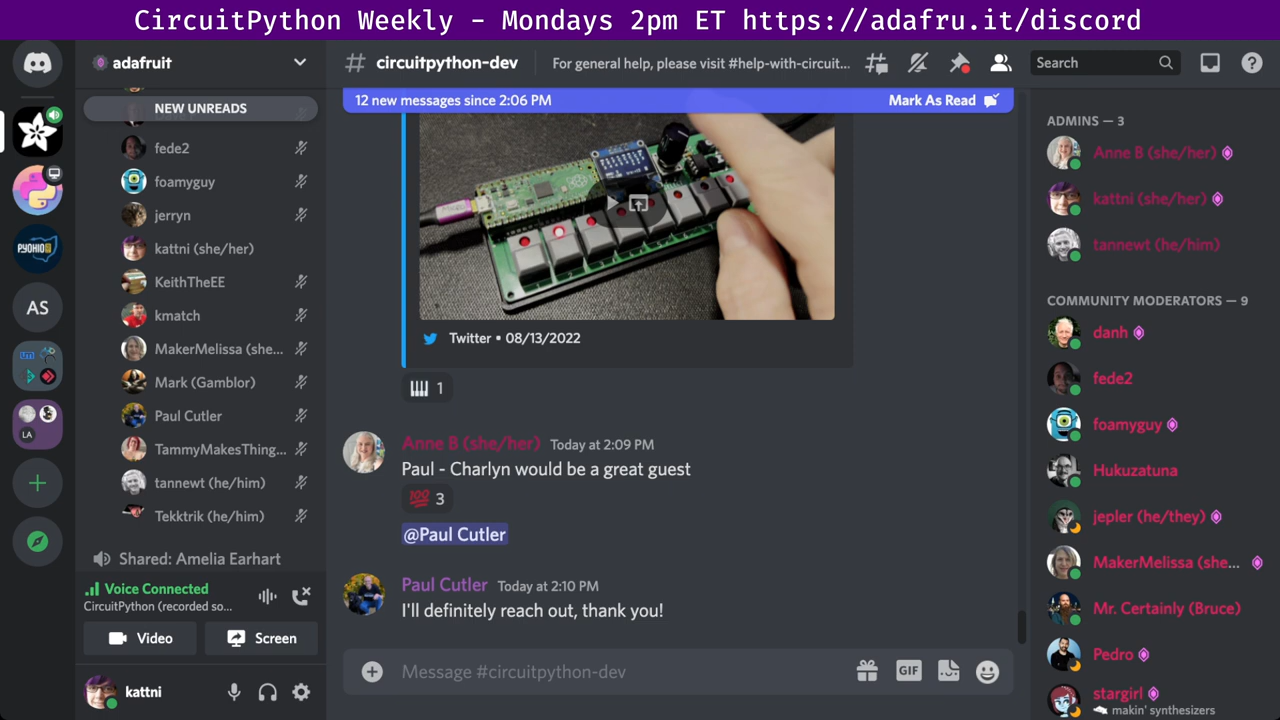 CircuitPython Weekly - Mondays 2pm ET https://adafru.it/discord
adafruit
NEW UNREADS
fede2
foamyguy
jerryn
kattni (she/her)
KeithTheEE
kmatch
MakerMelissa (she...
Mark (Gamblor)
Paul Cutler
TammyMakesThing...
tannewt (he/him)
Tekktrik (he/him)
Shared: Amelia Earhart
Voice Connected
CircuitPython (recorded so...
Video
Screen
kattni
AS
LA
circuitpython-dev
For general help, please visit #help-with-circuit...
Search
12 new messages since 2:06 PM
Mark As Read
Twitter • 08/13/2022
1
Anne B (she/her) Today at 2:09 PM
Paul - Charlyn would be a great guest
💯 3
@Paul Cutler
Paul Cutler Today at 2:10 PM
I'll definitely reach out, thank you!
Message #circuitpython-dev
GIF
ADMINS — 3
Anne B (she/her)
kattni (she/her)
tannewt (he/him)
COMMUNITY MODERATORS — 9
danh
fede2
foamyguy
Hukuzatuna
jepler (he/they)
MakerMelissa (she...
Mr. Certainly (Bruce)
Pedro
stargirl
makin' synthesizers